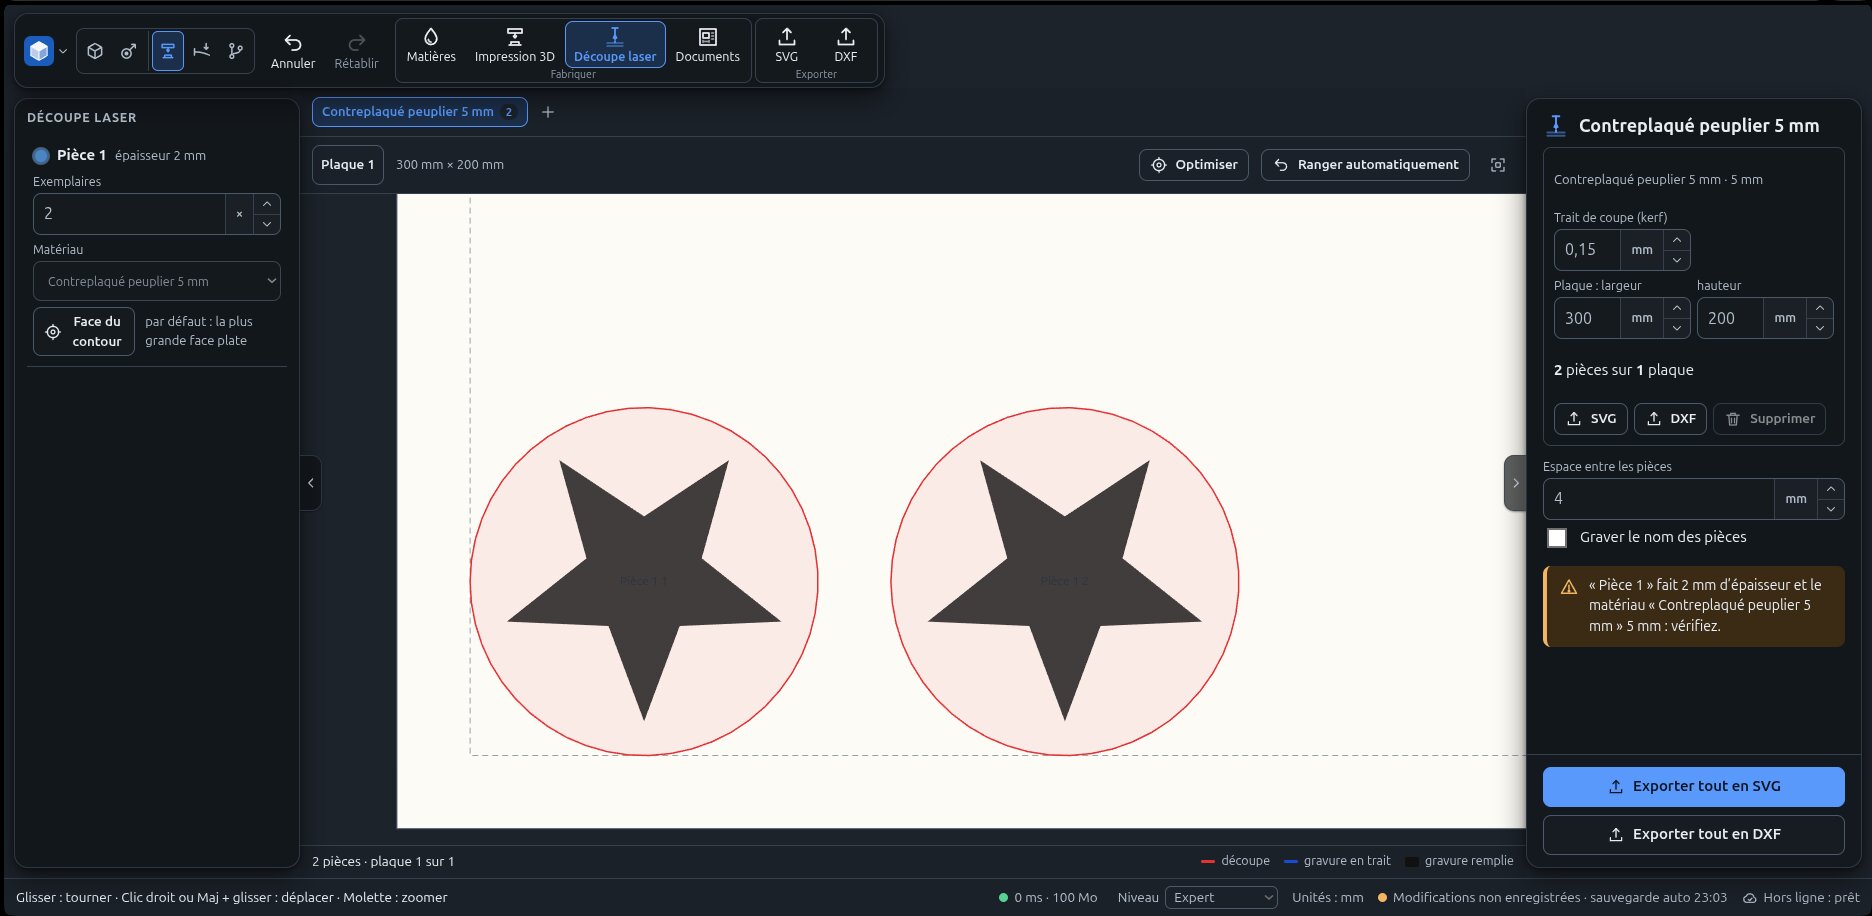 Annuler
Rétablir
Matières
Impression 3D
Découpe laser
Documents
Fabriquer
SVG
DXF
Exporter
DÉCOUPE LASER
Pièce 1 épaisseur 2 mm
Exemplaires
2 ×
Matériau
Contreplaqué peuplier 5 mm
Face du
contour
par défaut : la plus
grande face plate
Contreplaqué peuplier 5 mm 2
Plaque 1 300 mm × 200 mm
Optimiser
Ranger automatiquement
Pièce 1 1
Pièce 1 2
2 pièces · plaque 1 sur 1
découpe
gravure en trait
gravure remplie
Contreplaqué peuplier 5 mm
Contreplaqué peuplier 5 mm · 5 mm
Trait de coupe (kerf)
0,15 mm
Plaque : largeur
hauteur
300 mm
200 mm
2 pièces sur 1 plaque
SVG
DXF
Supprimer
Espace entre les pièces
4 mm
Graver le nom des pièces
« Pièce 1 » fait 2 mm d’épaisseur et le
matériau « Contreplaqué peuplier 5
mm » 5 mm : vérifiez.
Exporter tout en SVG
Exporter tout en DXF
Glisser : tourner · Clic droit ou Maj + glisser : déplacer · Molette : zoomer
0 ms · 100 Mo
Niveau Expert
Unités : mm
Modifications non enregistrées · sauvegarde auto 23:03
Hors ligne : prêt